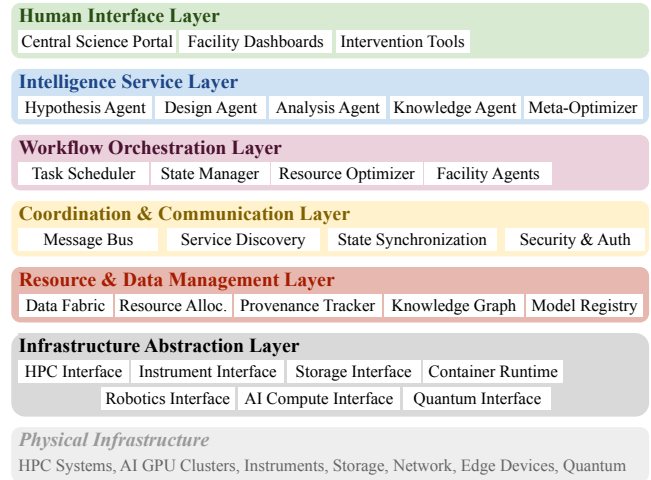 Human Interface Layer
Central Science Portal Facility Dashboards Intervention Tools
Intelligence Service Layer
Hypothesis Agent Design Agent Analysis Agent Knowledge Agent Meta-Optimizer
Workflow Orchestration Layer
Task Scheduler State Manager Resource Optimizer Facility Agents
Coordination & Communication Layer
Message Bus Service Discovery State Synchronization Security & Auth
Resource & Data Management Layer
Data Fabric Resource Alloc. Provenance Tracker Knowledge Graph Model Registry
Infrastructure Abstraction Layer
HPC Interface Instrument Interface Storage Interface Container Runtime
Robotics Interface AI Compute Interface Quantum Interface
Physical Infrastructure
HPC Systems, AI GPU Clusters, Instruments, Storage, Network, Edge Devices, Quantum